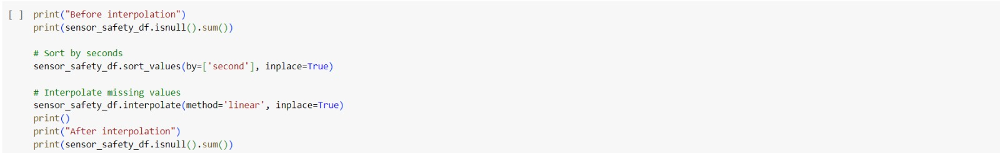 [ ] print("Before interpolation")
print(sensor_safety_df.isnull().sum())
# Sort by seconds
sensor_safety_df.sort_values(by=['second'], inplace=True)
# Interpolate missing values
sensor_safety_df.interpolate(method='linear', inplace=True)
print()
print("After interpolation")
print(sensor_safety_df.isnull().sum())